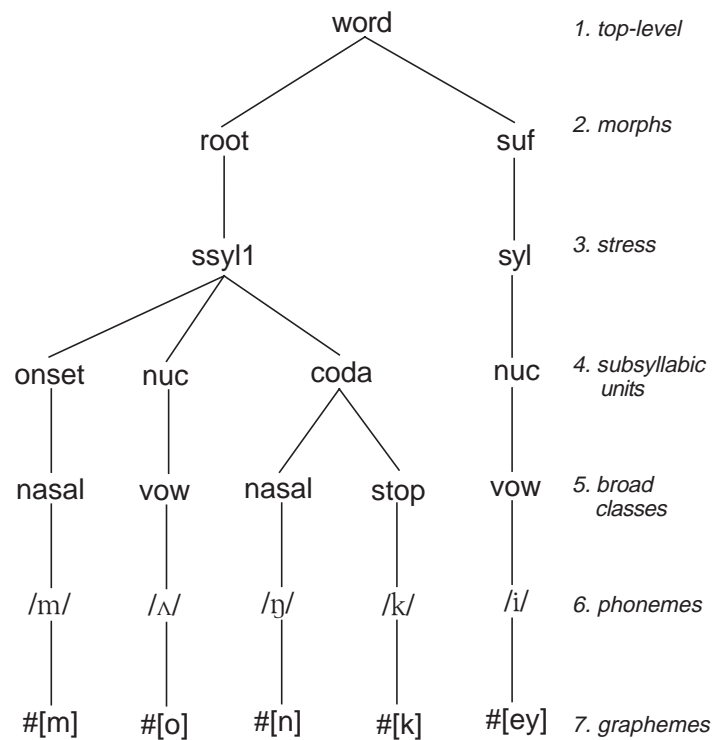 word 1. top-level
root suf 2. morphs
ssyl1 syl 3. stress
onset nuc coda nuc 4. subsyllabic
units
nasal vow nasal stop vow 5. broad
classes
/m/ /ʌ/ /ŋ/ /k/ /i/ 6. phonemes
#[m] #[o] #[n] #[k] #[ey] 7. graphemes